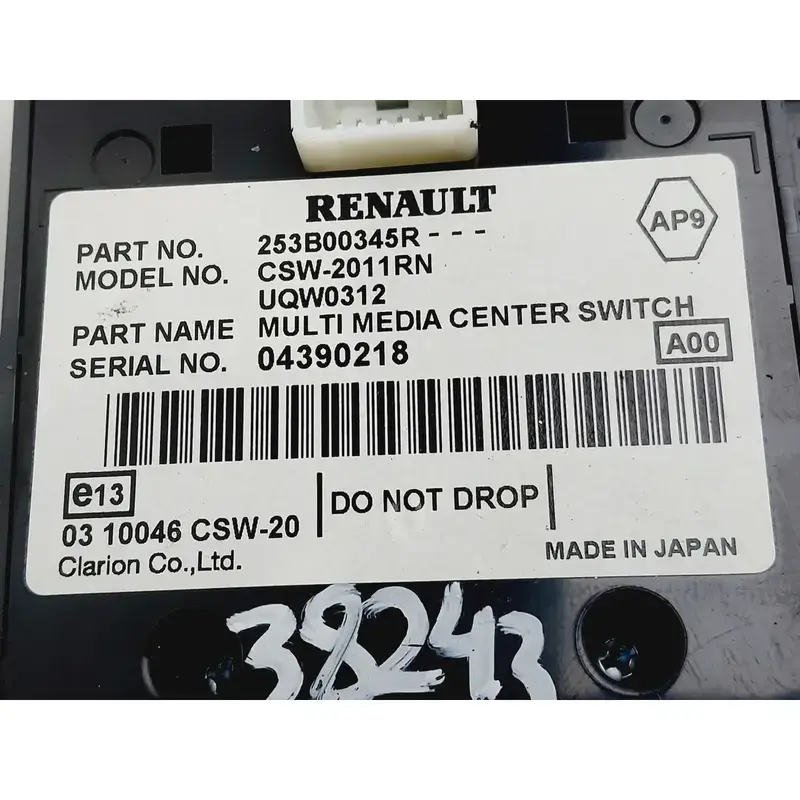 RENAULT
AP9
PART NO. 253B00345R - - -
MODEL NO. CSW-2011RN
UQW0312
PART NAME MULTI MEDIA CENTER SWITCH
SERIAL NO. 04390218
A00
e13
03 10046 CSW-20
DO NOT DROP
Clarion Co.,Ltd.
MADE IN JAPAN
38243